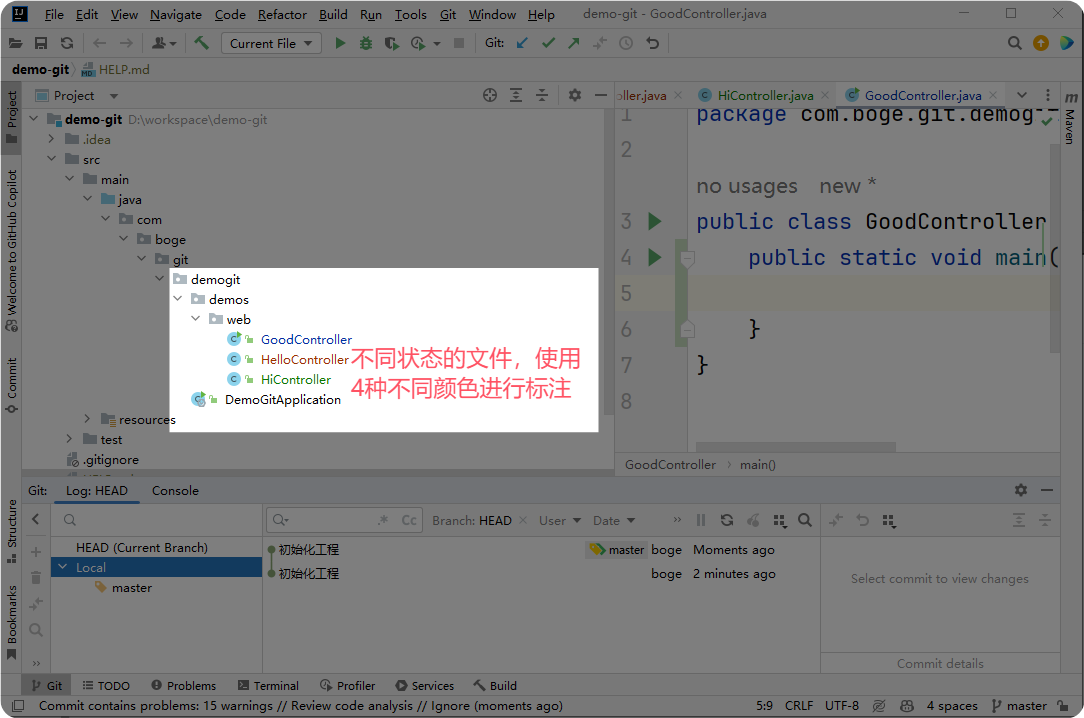 File Edit View Navigate Code Refactor Build Run Tools Git Window Help demo-git - GoodController.java
Current File Git:
demo-git HELP.md
Project
ller.java HiController.java GoodController.java
demo-git D:\workspace\demo-git
.idea
src
main
java
com
boge
git
demogit
demos
web
GoodController
HelloController
HiController
DemoGitApplication
不同状态的文件，使用
4种不同颜色进行标注
resources
test
.gitignore
1 package com.boge.git.demog
2
no usages new *
3 public class GoodController
4 public static void main(
5
6 }
7 }
8
GoodController main()
Project
Welcome to GitHub Copilot
Commit
Structure
Bookmarks
m Maven
Git: Log: HEAD Console
Cc Branch: HEAD User Date
HEAD (Current Branch)
Local
master
初始化工程 master boge Moments ago
初始化工程 boge 2 minutes ago
Select commit to view changes
Commit details
Git TODO Problems Terminal Profiler Services Build
Commit contains problems: 15 warnings // Review code analysis // Ignore (moments ago) 5:9 CRLF UTF-8 4 spaces master